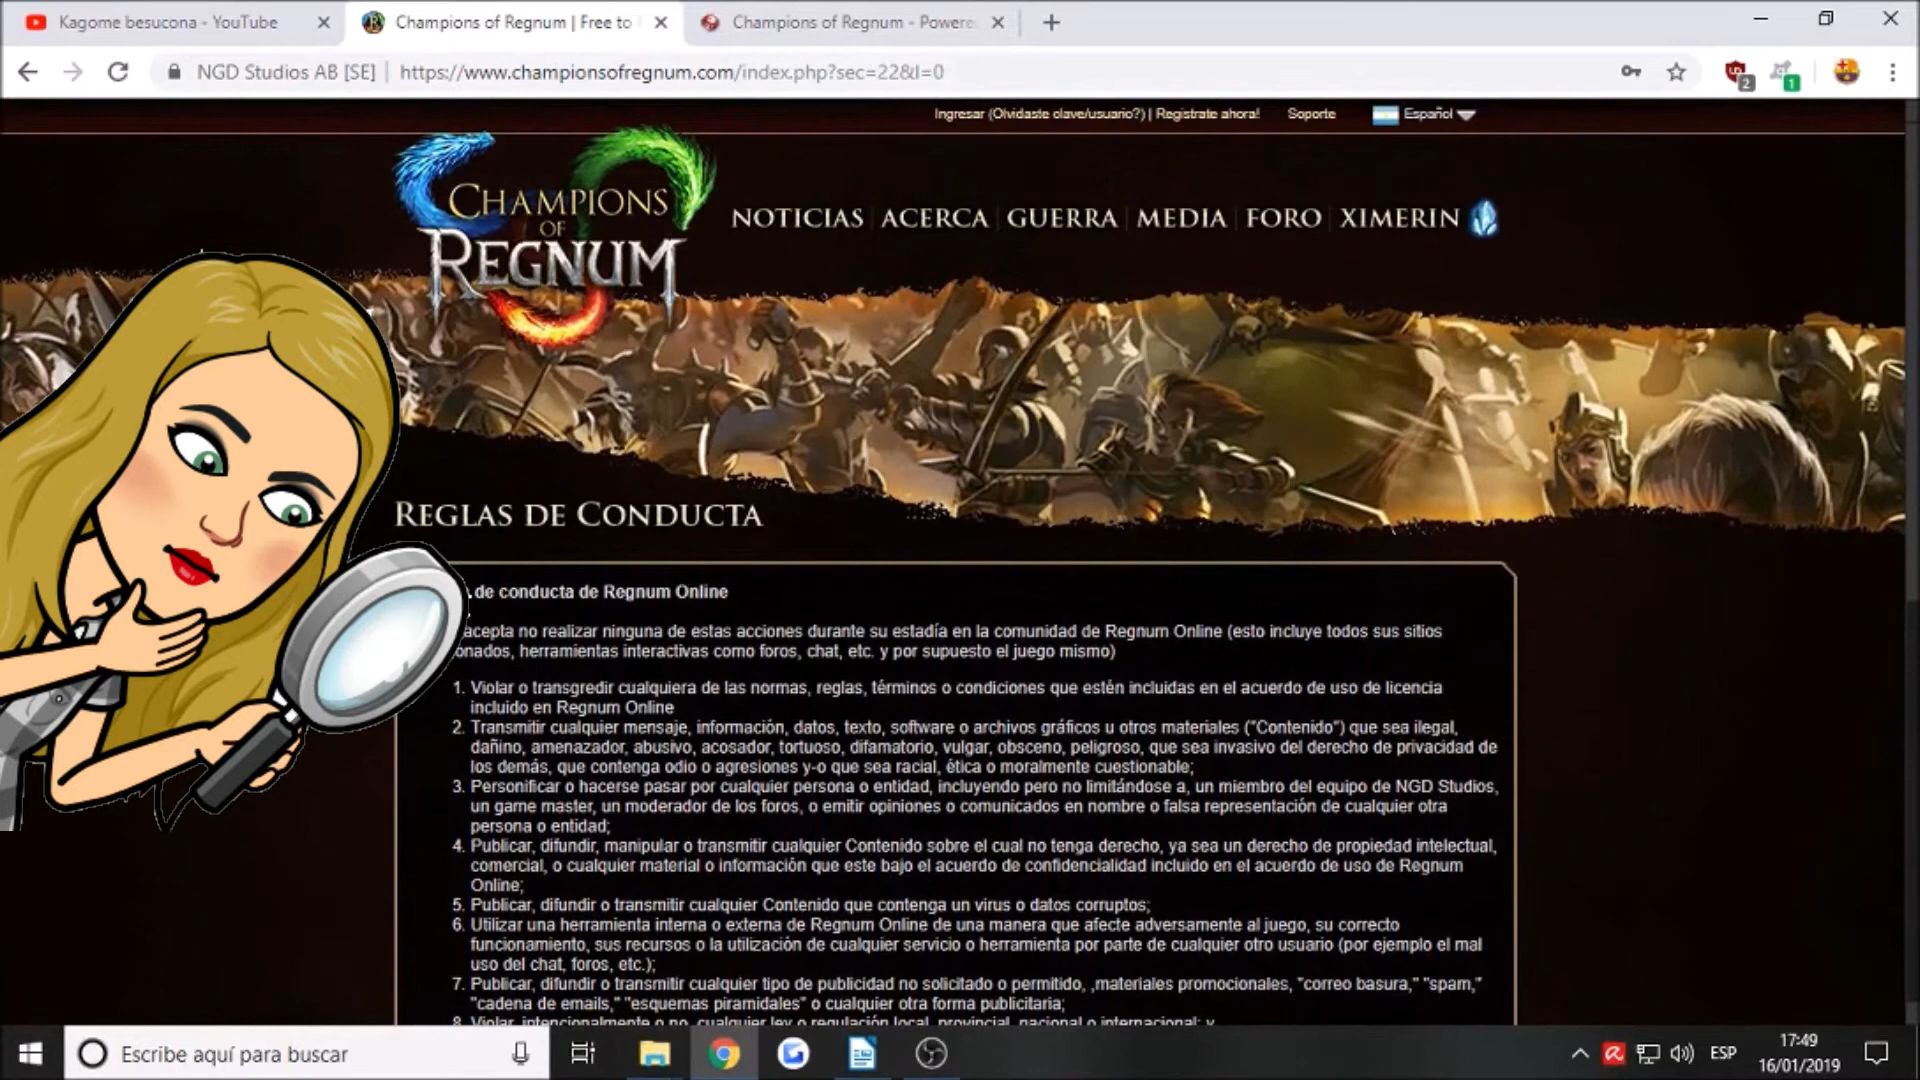 Kagome besucona - YouTube
Champions of Regnum | Free to
Champions of Regnum - Powere
NGD Studios AB [SE] | https://www.championsofregnum.com/index.php?sec=22&l=0
2
1
Ingresar (Olvidaste clave/usuario?) | Registrate ahora!
Soporte
Español
CHAMPIONS
OF
REGNUM
NOTICIAS ACERCA GUERRA MEDIA FORO XIMERIN
REGLAS DE CONDUCTA
de conducta de Regnum Online
acepta no realizar ninguna de estas acciones durante su estadía en la comunidad de Regnum Online (esto incluye todos sus sitios
onados, herramientas interactivas como foros, chat, etc. y por supuesto el juego mismo)
1. Violar o transgredir cualquiera de las normas, reglas, términos o condiciones que estén incluidas en el acuerdo de uso de licencia
incluido en Regnum Online
2. Transmitir cualquier mensaje, información, datos, texto, software o archivos gráficos u otros materiales ("Contenido") que sea ilegal,
dañino, amenazador, abusivo, acosador, tortuoso, difamatorio, vulgar, obsceno, peligroso, que sea invasivo del derecho de privacidad de
los demás, que contenga odio o agresiones y-o que sea racial, ética o moralmente cuestionable;
3. Personificar o hacerse pasar por cualquier persona o entidad, incluyendo pero no limitándose a, un miembro del equipo de NGD Studios,
un game master, un moderador de los foros, o emitir opiniones o comunicados en nombre o falsa representación de cualquier otra
persona o entidad;
4. Publicar, difundir, manipular o transmitir cualquier Contenido sobre el cual no tenga derecho, ya sea un derecho de propiedad intelectual,
comercial, o cualquier material o información que este bajo el acuerdo de confidencialidad incluido en el acuerdo de uso de Regnum
Online;
5. Publicar, difundir o transmitir cualquier Contenido que contenga un virus o datos corruptos;
6. Utilizar una herramienta interna o externa de Regnum Online de una manera que afecte adversamente al juego, su correcto
funcionamiento, sus recursos o la utilización de cualquier servicio o herramienta por parte de cualquier otro usuario (por ejemplo el mal
uso del chat, foros, etc.);
7. Publicar, difundir o transmitir cualquier tipo de publicidad no solicitado o permitido, ,materiales promocionales, "correo basura," "spam,"
"cadena de emails," "esquemas piramidales" o cualquier otra forma publicitaria;
8. Violar, intencionalmente o no, cualquier ley o regulación local, provincial, nacional o internacional; y
Escribe aquí para buscar
ESP
17:49
16/01/2019